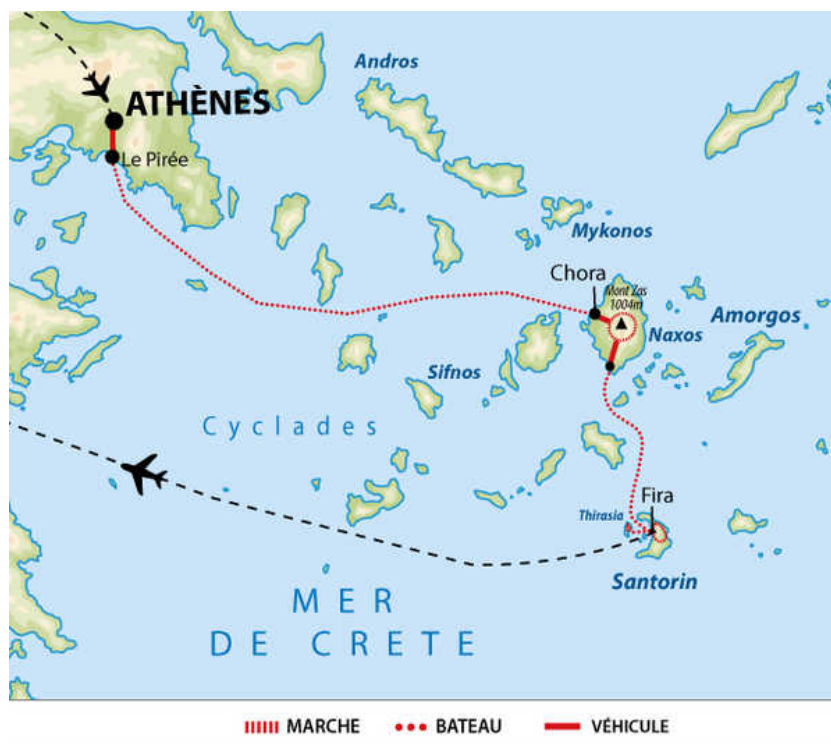 Andros
ATHÈNES
Le Pirée
Mykonos
Chora
Mont Zas
1004m
Amorgos
Naxos
Sifnos
Cyclades
Fira
Thirasia
Santorin
MER
DE CRETE
MARCHE BATEAU VÉHICULE